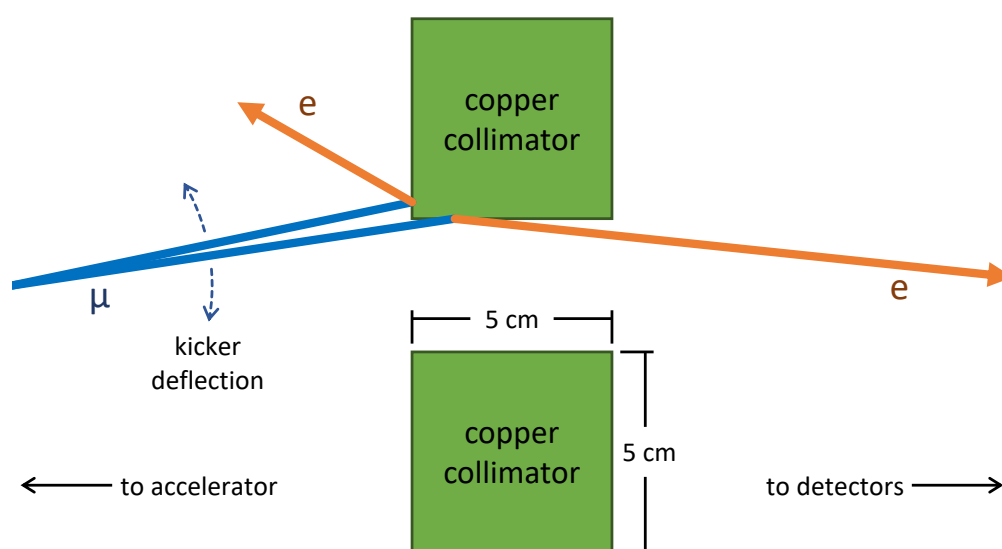 copper
collimator
e
μ
kicker
deflection
5 cm
e
copper
collimator
5 cm
to accelerator
to detectors